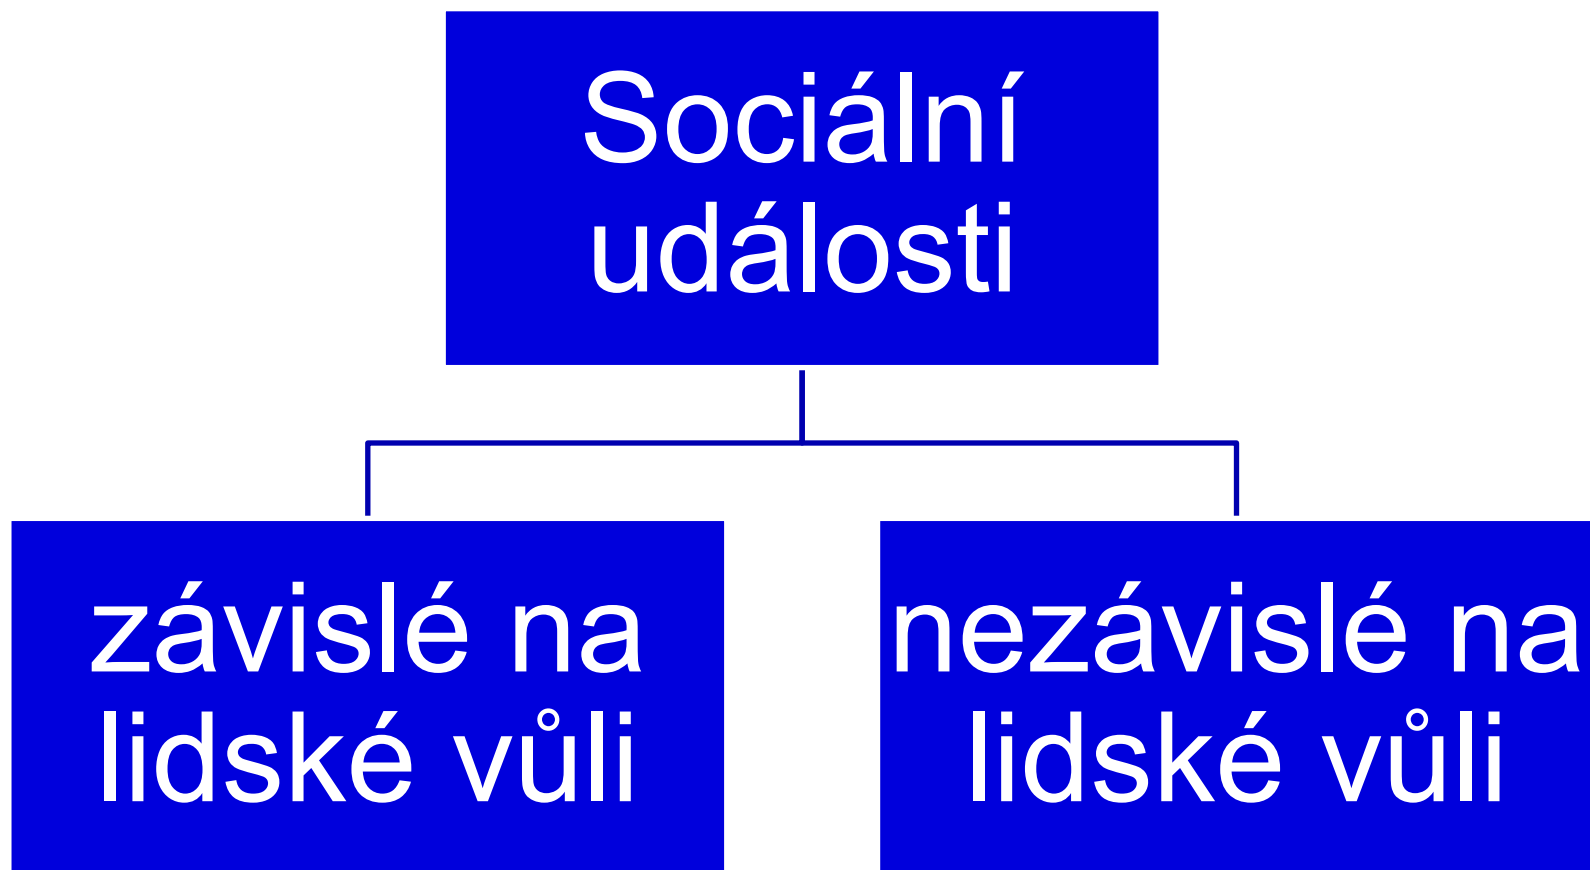 Sociální
události
závislé na
lidské vůli
nezávislé na
lidské vůli